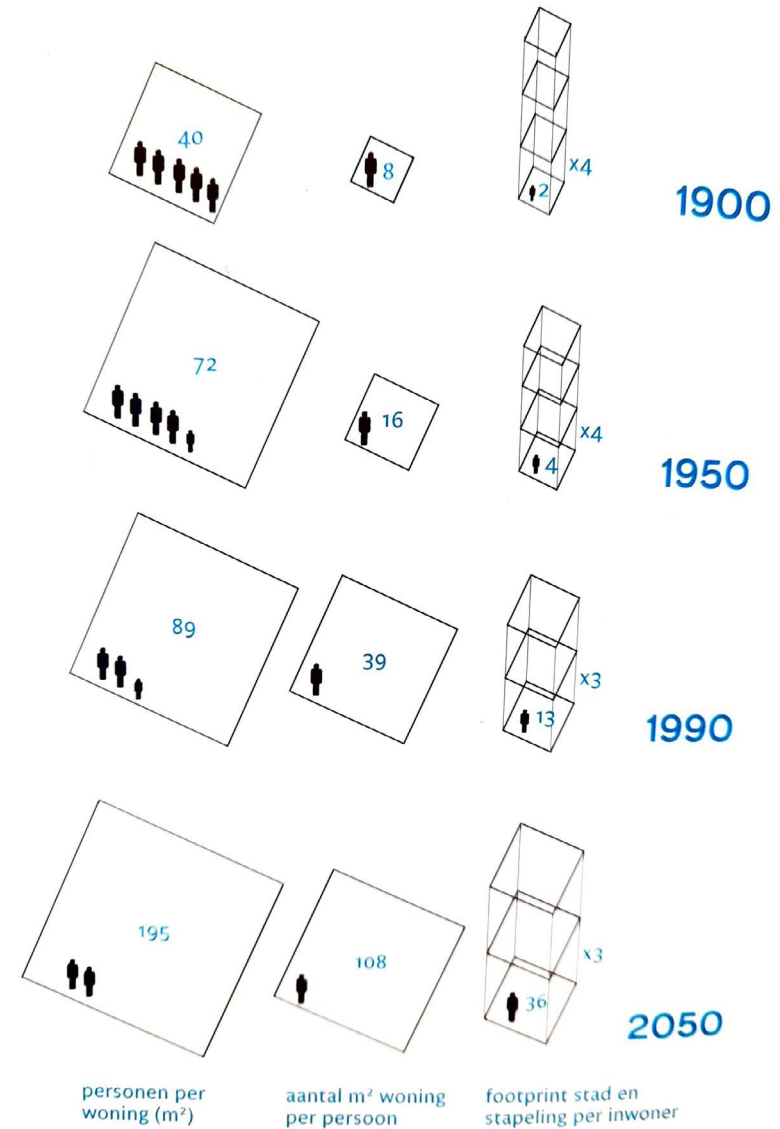 40
8
x4
2
1900
72
16
x4
4
1950
89
39
x3
13
1990
195
108
x3
36
2050
personen per
woning (m²)
aantal m² woning
per persoon
footprint stad en
stapeling per inwoner